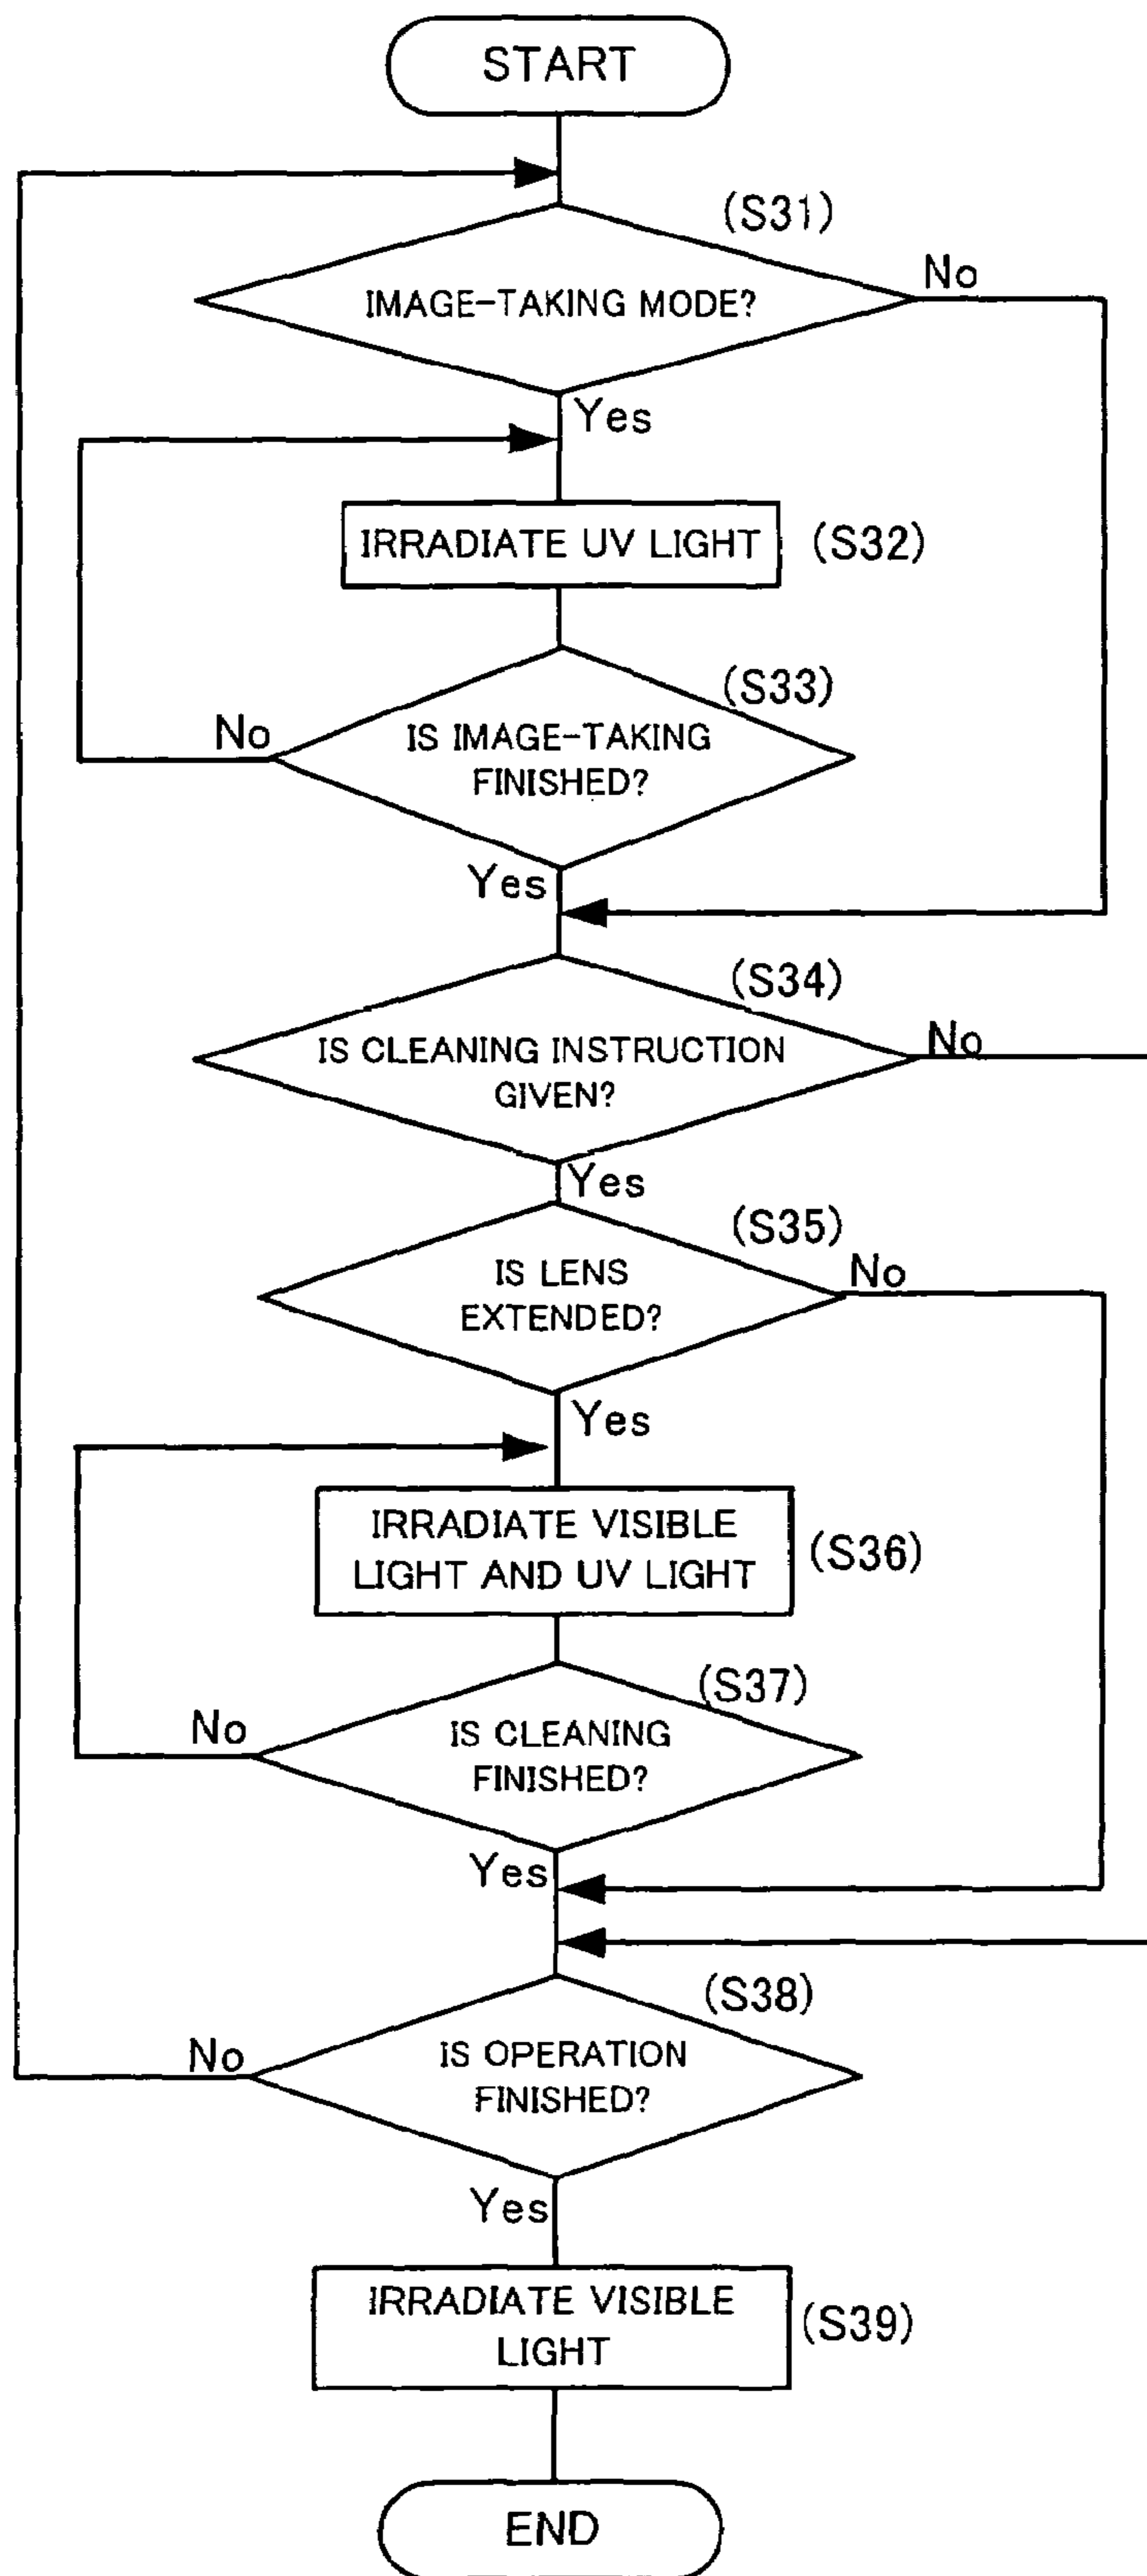 START
(S31)
IMAGE-TAKING MODE?
No
Yes
IRRADIATE UV LIGHT
(S32)
(S33)
No
IS IMAGE-TAKING
FINISHED?
Yes
(S34)
IS CLEANING INSTRUCTION
GIVEN?
No
Yes
(S35)
IS LENS
EXTENDED?
No
Yes
IRRADIATE VISIBLE
LIGHT AND UV LIGHT
(S36)
(S37)
No
IS CLEANING
FINISHED?
Yes
(S38)
No
IS OPERATION
FINISHED?
Yes
IRRADIATE VISIBLE
LIGHT
(S39)
END